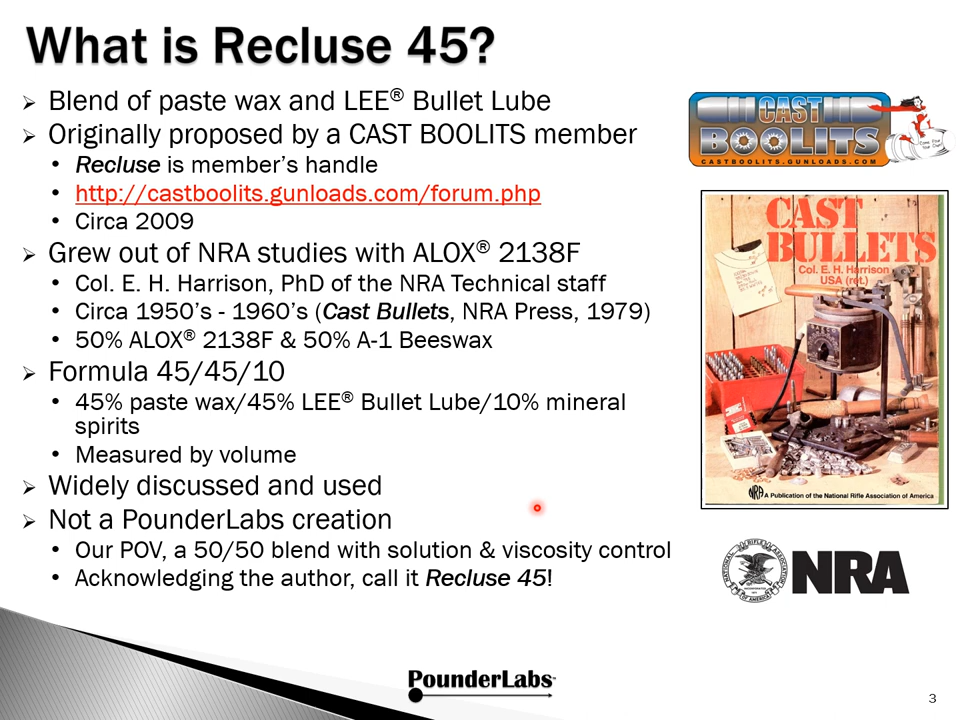 What is Recluse 45?
Blend of paste wax and LEE® Bullet Lube
Originally proposed by a CAST BOOLITS member
Recluse is member's handle
http://castboolits.gunloads.com/forum.php
Circa 2009
Grew out of NRA studies with ALOX® 2138F
Col. E. H. Harrison, PhD of the NRA Technical staff
Circa 1950's - 1960's (Cast Bullets, NRA Press, 1979)
50% ALOX® 2138F & 50% A-1 Beeswax
Formula 45/45/10
45% paste wax/45% LEE® Bullet Lube/10% mineral
spirits
Measured by volume
Widely discussed and used
Not a PounderLabs creation
Our POV, a 50/50 blend with solution & viscosity control
Acknowledging the author, call it Recluse 45!
CAST
BOOLITS
CASTBOOLITS.GUNLOADS.COM
CAST
BULLETS
Col. E. H. Harrison
USA (ret.)
NRA A Publication of the National Rifle Association of America
NATIONAL RIFLE ASSOCIATION
OF AMERICA
NRA
PounderLabs
3